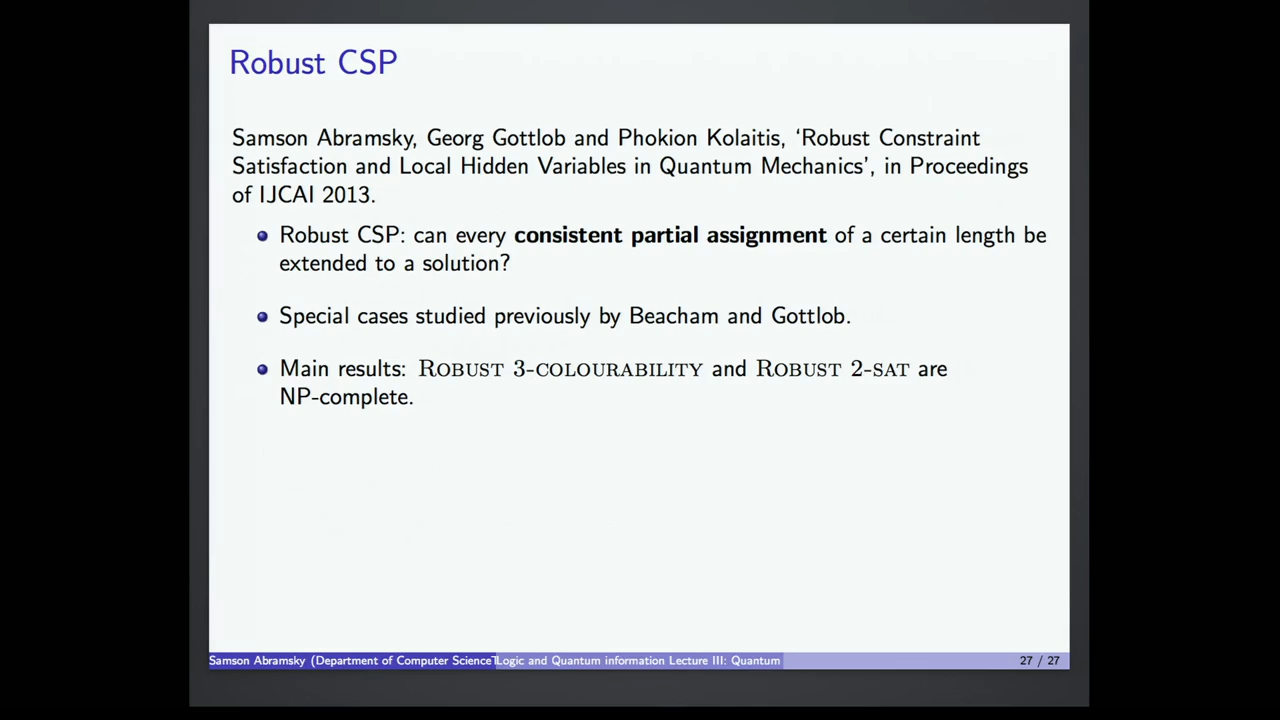 Robust CSP
Samson Abramsky, Georg Gottlob and Phokion Kolaitis, ‘Robust Constraint
Satisfaction and Local Hidden Variables in Quantum Mechanics’, in Proceedings
of IJCAI 2013.
Robust CSP: can every consistent partial assignment of a certain length be
extended to a solution?
Special cases studied previously by Beacham and Gottlob.
Main results: Robust 3-colourability and Robust 2-sat are
NP-complete.
Samson Abramsky (Department of Computer Science Logic and Quantum information Lecture III: Quantum 27 / 27